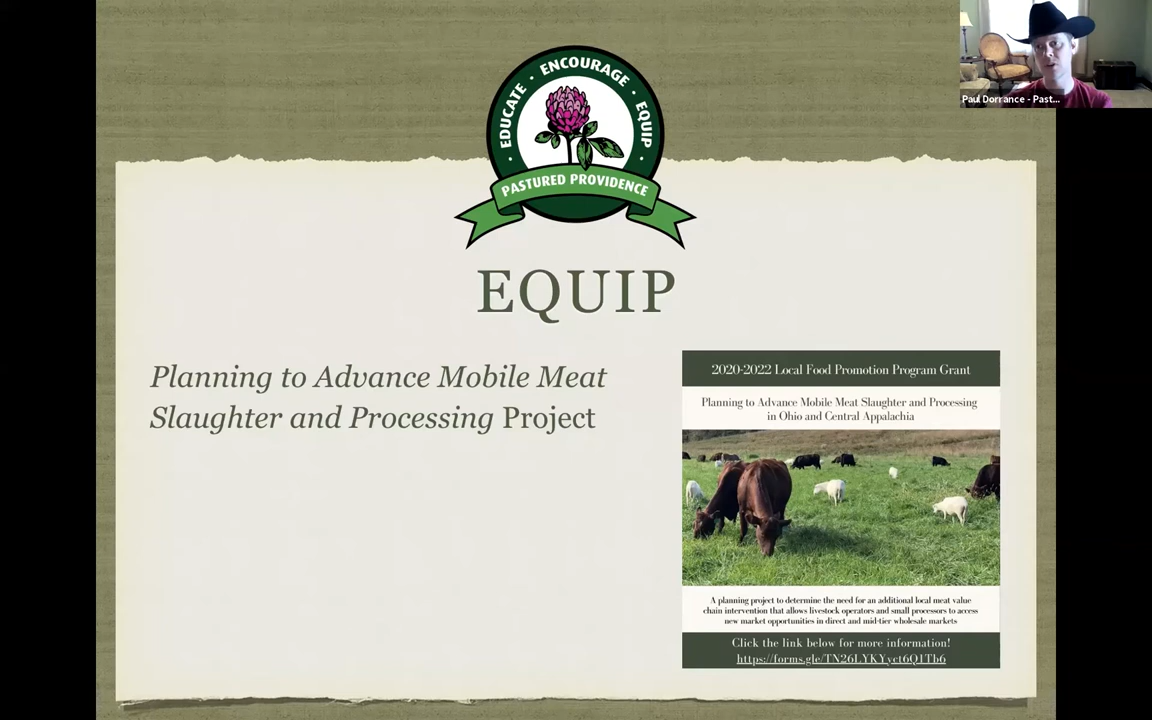 Paul Dorrance - Past...
· EDUCATE · ENCOURAGE · EQUIP ·
PASTURED PROVIDENCE
EQUIP
Planning to Advance Mobile Meat
Slaughter and Processing Project
2020-2022 Local Food Promotion Program Grant
Planning to Advance Mobile Meat Slaughter and Processing
in Ohio and Central Appalachia
A planning project to determine the need for an additional local meat value
chain intervention that allows livestock operators and small processors to access
new market opportunities in direct and mid-tier wholesale markets
Click the link below for more information!
https://forms.gle/TN26LYKYyct6Q1Tb6